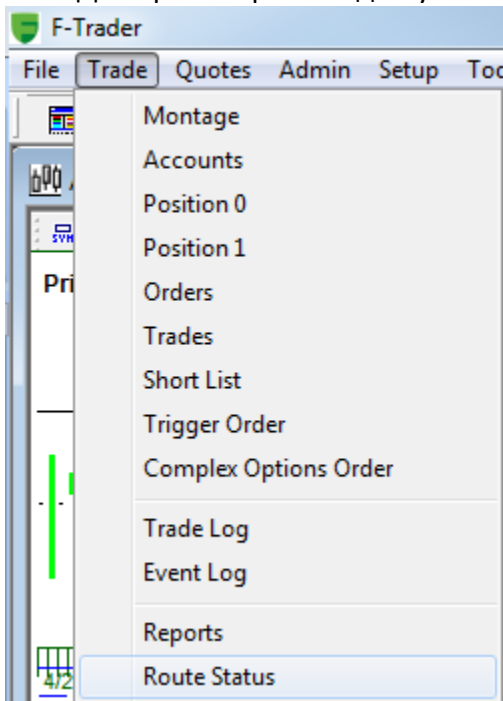 F-Trader
File Trade Quotes Admin Setup
Montage
Accounts
Position 0
Position 1
Pri
Orders
Trades
Short List
Trigger Order
Complex Options Order
Trade Log
Event Log
Reports
Route Status
4/2